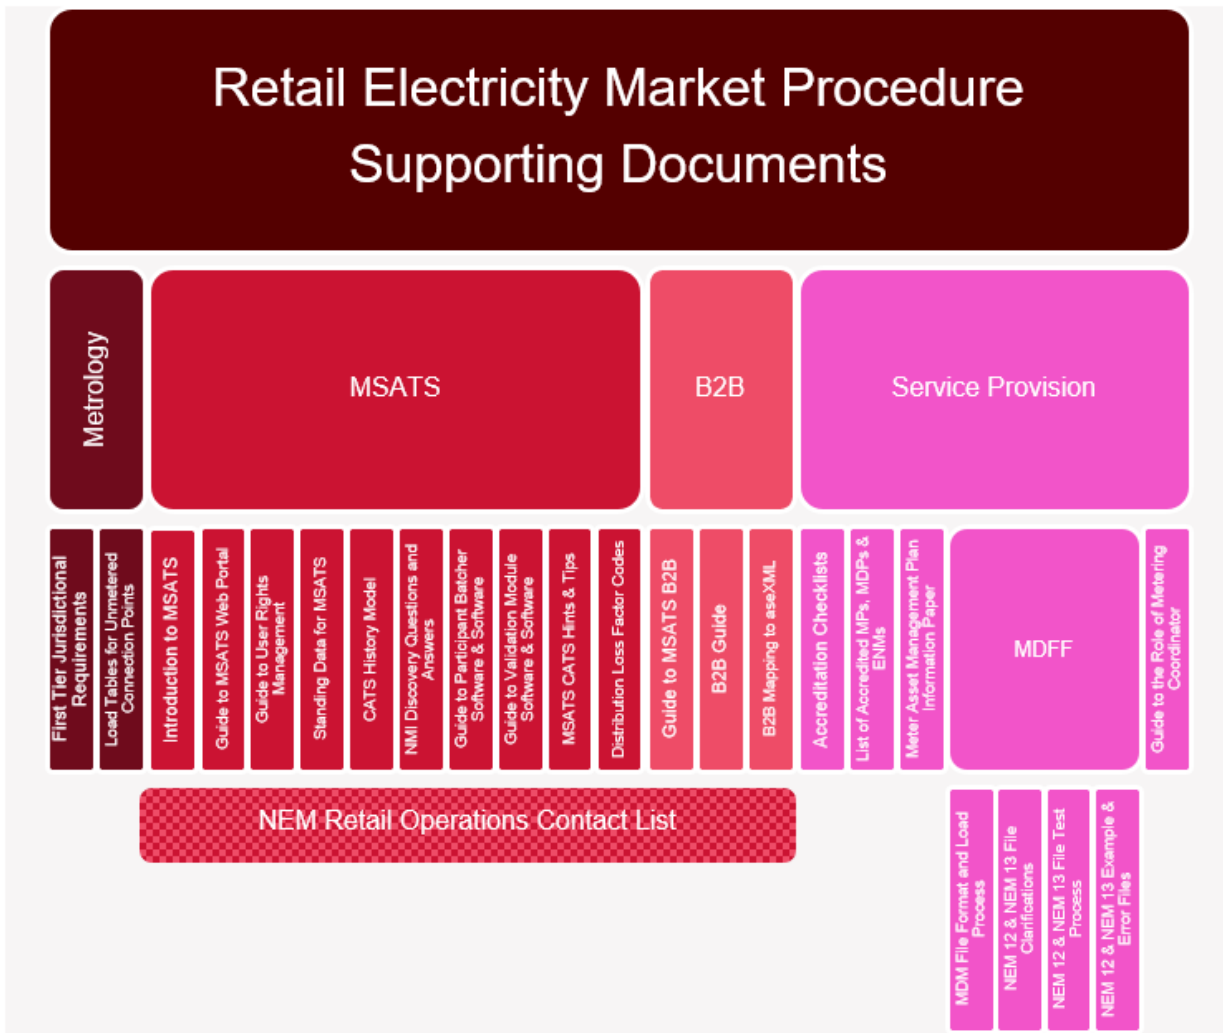 Retail Electricity Market Procedure
Supporting Documents
Metrology
MSATS
B2B
Service Provision
First Tier Jurisdictional
Requirements
Load Tables for Unmetered
Connection Points
Introduction to MSATS
Guide to MSATS Web Portal
Guide to User Rights
Management
Standing Data for MSATS
CATS History Model
NMI Discovery Questions and
Answers
Guide to Participant Batcher
Software & Software
Guide to Validation Module
Software & Software
MSATS CATS Hints & Tips
Distribution Loss Factor Codes
Guide to MSATS B2B
B2B Guide
B2B Mapping to aseXML
Accreditation Checklists
List of Accredited MPs, MDPs &
ENMs
Meter Asset Management Plan
Information Paper
MDFF
Guide to the Role of Metering
Coordinator
NEM Retail Operations Contact List
MDM File Format and Load
Process
NEM 12 & NEM 13 File
Clarifications
NEM 12 & NEM 13 File Test
Process
NEM 12 & NEM 13 Example &
Error Files